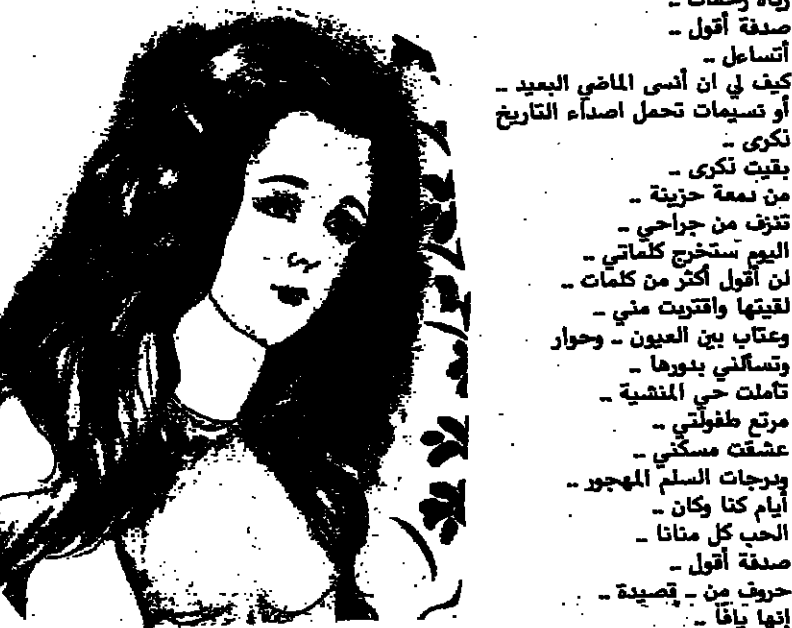 صدفة أقول ..
أتساءل ..
كيف لي ان أنسى الماضي البعيد ..
أو تسيمات تحمل اصداء التاريخ
نكرى ..
بقيت نكرى ..
من دمعة حزينة ..
تنزف من جراحي ..
اليوم ستخرج كلماتي ..
لن أقول أكثر من كلمات ..
لقيتها واقتربت مني ..
وعتاب بين العيون .. وحوار
وتسألني بدورها ..
تأملت حي المنشية ..
مرتع طفولتي ..
عشقت مسكني ..
ودرجات السلم المهجور ..
أيام كنا وكان ..
الحب كل منانا ..
صدفة أقول ..
حروف من .. قصيدة ..
إنها يافا ..